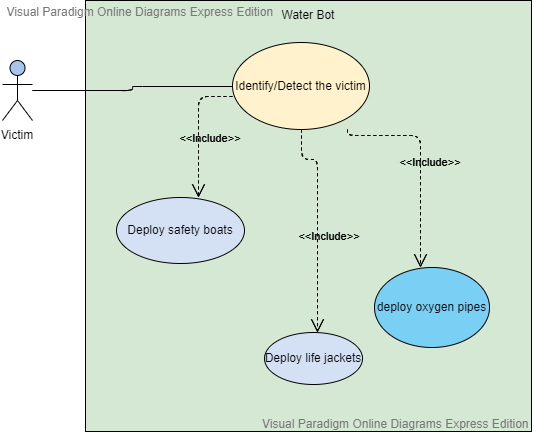 Visual Paradigm Online Diagrams Express Edition
Water Bot
Identify/Detect the victim
Victim
<<Include>>
<<Include>>
Deploy safety boats
<<Include>>
deploy oxygen pipes
Deploy life jackets
Visual Paradigm Online Diagrams Express Edition